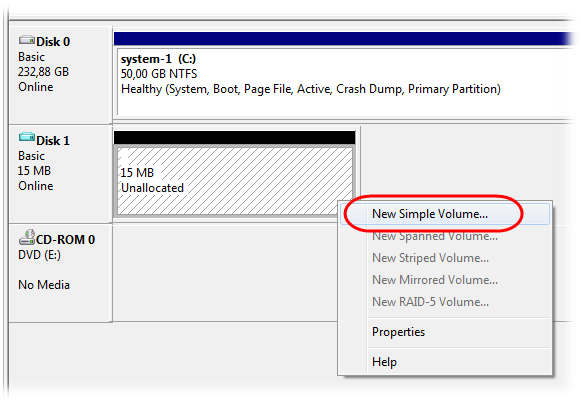 Disk 0
Basic
232,88 GB
Online
system-1 (C:)
50,00 GB NTFS
Healthy (System, Boot, Page File, Active, Crash Dump, Primary Partition)
Disk 1
Basic
15 MB
Online
15 MB
Unallocated
CD-ROM 0
DVD (E:)
No Media
New Simple Volume...
New Spanned Volume...
New Striped Volume...
New Mirrored Volume...
New RAID-5 Volume...
Properties
Help